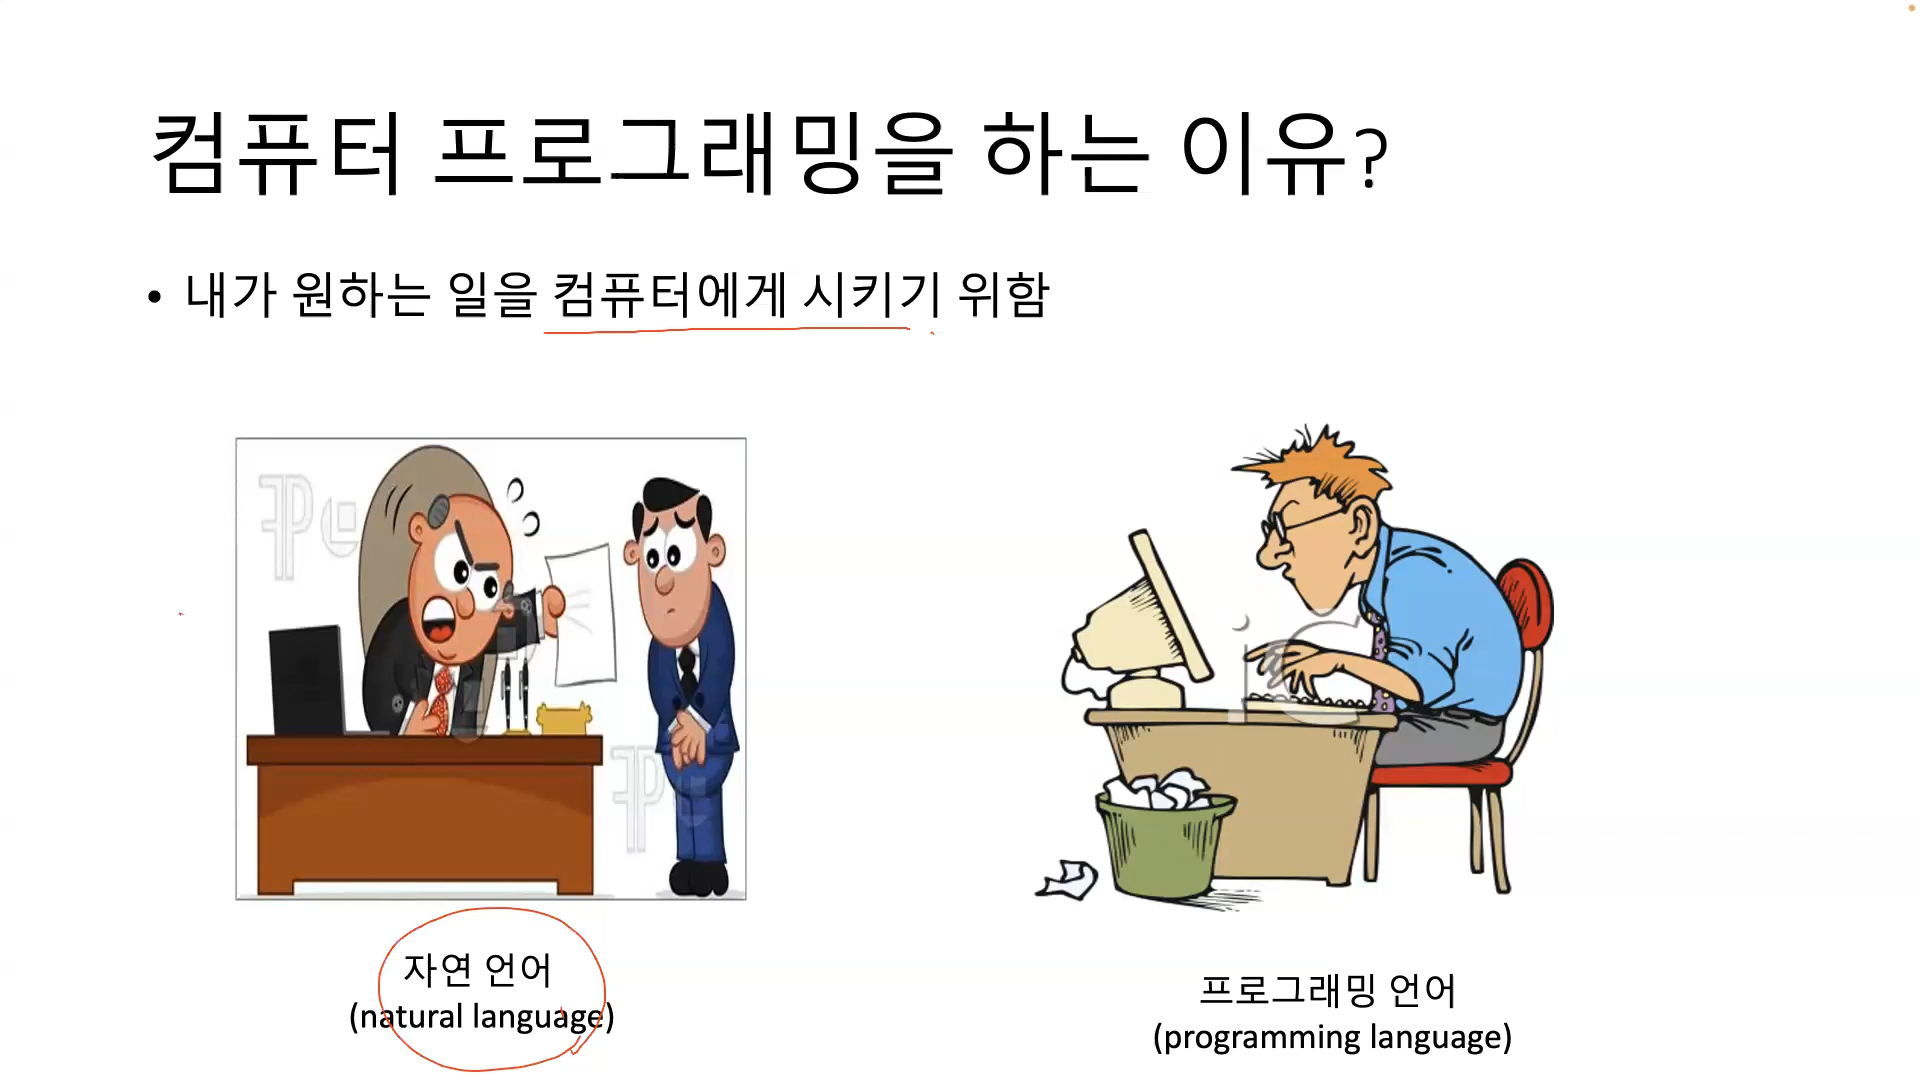 컴퓨터 프로그래밍을 하는 이유?
• 내가 원하는 일을 컴퓨터에게 시키기 위함
자연 언어
(natural language)
프로그래밍 언어
(programming language)